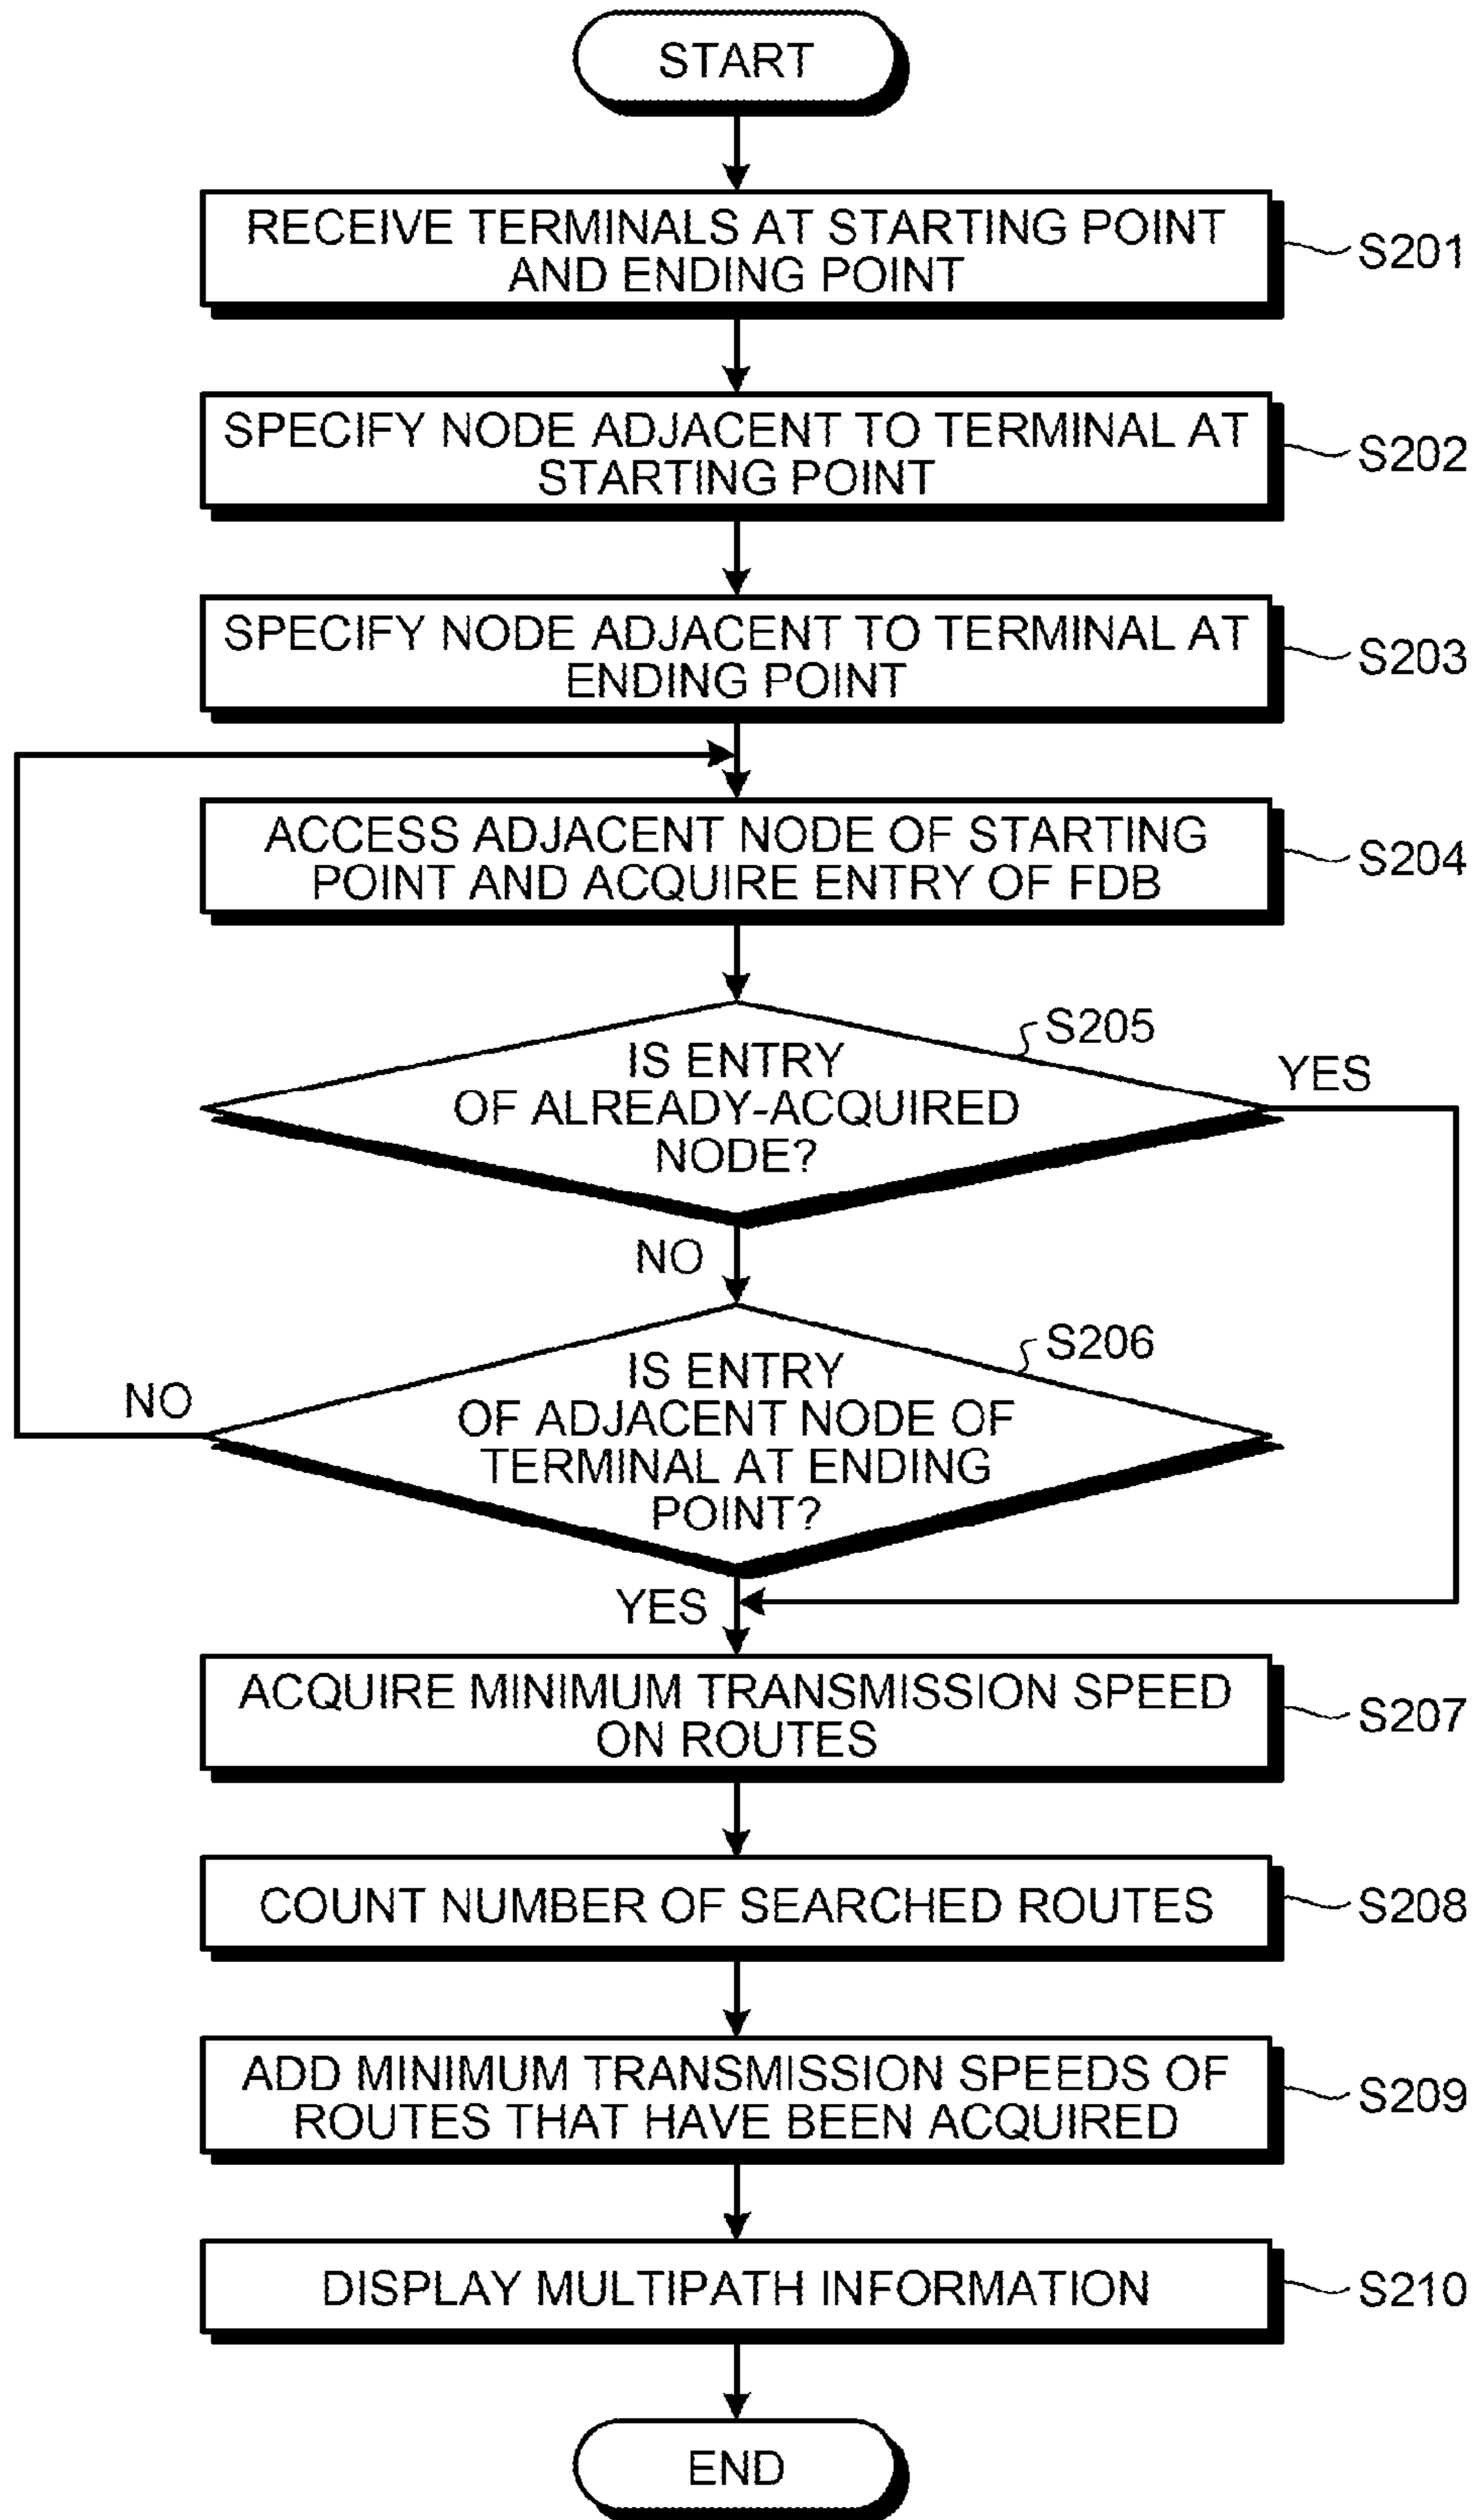 START
RECEIVE TERMINALS AT STARTING POINT
AND ENDING POINT
S201
SPECIFY NODE ADJACENT TO TERMINAL AT
STARTING POINT
S202
SPECIFY NODE ADJACENT TO TERMINAL AT
ENDING POINT
S203
ACCESS ADJACENT NODE OF STARTING
POINT AND ACQUIRE ENTRY OF FDB
S204
S205
IS ENTRY
OF ALREADY-ACQUIRED
NODE?
YES
NO
S206
IS ENTRY
OF ADJACENT NODE OF
TERMINAL AT ENDING
POINT?
NO
YES
ACQUIRE MINIMUM TRANSMISSION SPEED
ON ROUTES
S207
COUNT NUMBER OF SEARCHED ROUTES
S208
ADD MINIMUM TRANSMISSION SPEEDS OF
ROUTES THAT HAVE BEEN ACQUIRED
S209
DISPLAY MULTIPATH INFORMATION
S210
END